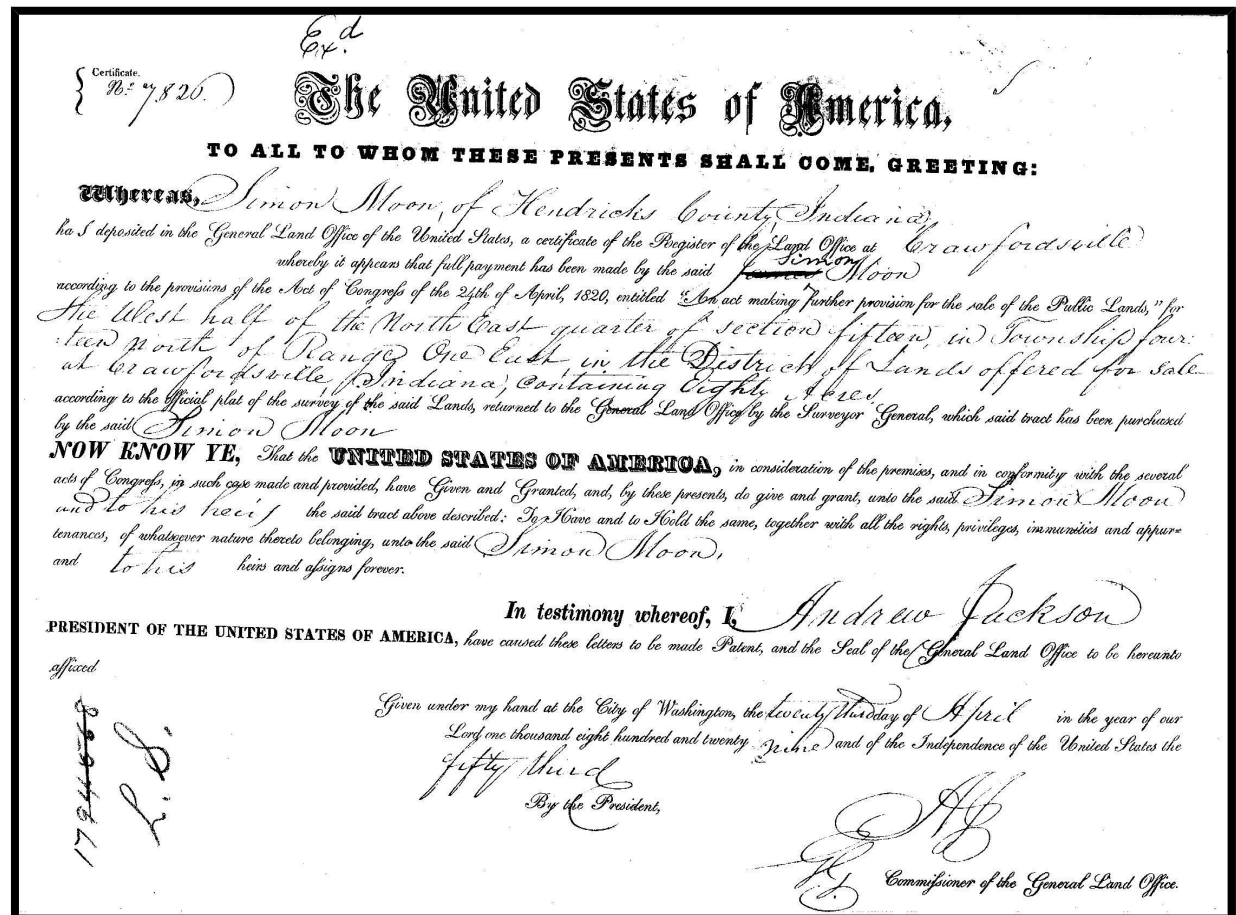 Ex.d
Certificate.
No. 7826.
The United States of America,
TO ALL TO WHOM THESE PRESENTS SHALL COME, GREETING:
Whereas, Simon Moon, of Hendricks County, Indiana,
has deposited in the General Land Office of the United States, a certificate of the Register of the Land Office at Crawfordsville
whereby it appears that full payment has been made by the said Simon Moon
according to the provisions of the Act of Congress of the 24th of April, 1820, entitled "An act making further provision for the sale of the Public Lands," for
the West half of the North East quarter of section fifteen, in Township four:
:teen North of Range One East, in the District of Lands offered for sale
at Crawfordsville, Indiana, Containing Eighty Acres,
according to the official plat of the survey of the said Lands, returned to the General Land Office by the Surveyor General, which said tract has been purchased
by the said Simon Moon
NOW KNOW YE, That the UNITED STATES OF AMERICA, in consideration of the premises, and in conformity with the several
acts of Congress, in such case made and provided, have Given and Granted, and, by these presents, do give and grant, unto the said Simon Moon
and to his heirs the said tract above described: To Have and to Hold the same, together with all the rights, privileges, immunities and appur-
tenances, of whatsoever nature thereto belonging, unto the said Simon Moon,
and to his heirs and assigns forever.
In testimony whereof, I, Andrew Jackson
PRESIDENT OF THE UNITED STATES OF AMERICA, have caused these letters to be made Patent, and the Seal of the General Land Office to be hereunto
affixed
Given under my hand at the City of Washington, the twenty third day of April in the year of our
Lord one thousand eight hundred and twenty nine and of the Independence of the United States the
fifty third
By the President,
A J
Commissioner of the General Land Office.
L. S.